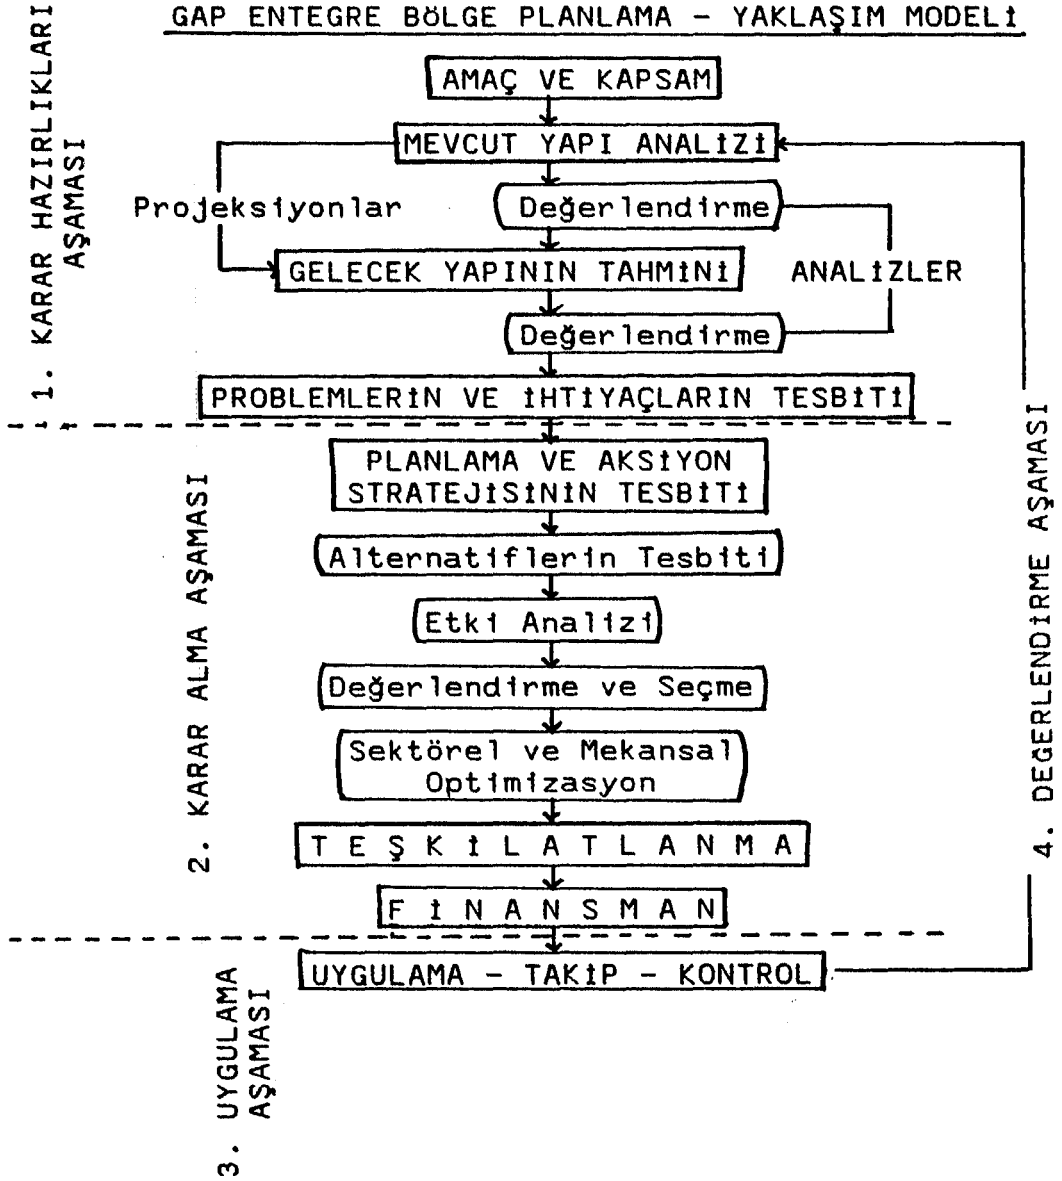 GAP ENTEGRE BÖLGE PLANLAMA - YAKLAŞIM MODELİ
1. KARAR HAZIRLIKLARI
AŞAMASI
AMAÇ VE KAPSAM
MEVCUT YAPI ANALİZİ
Projeksiyonlar
Değerlendirme
GELECEK YAPININ TAHMİNİ
ANALİZLER
Değerlendirme
PROBLEMLERİN VE İHTİYAÇLARIN TESBİTİ
2. KARAR ALMA AŞAMASI
PLANLAMA VE AKSİYON
STRATEJİSİNİN TESBİTİ
Alternatiflerin Tesbiti
Etki Analizi
Değerlendirme ve Seçme
Sektörel ve Mekansal
Optimizasyon
T E Ş K İ L A T L A N M A
F İ N A N S M A N
3. UYGULAMA
AŞAMASI
UYGULAMA - TAKİP - KONTROL
4. DEĞERLENDİRME AŞAMASI